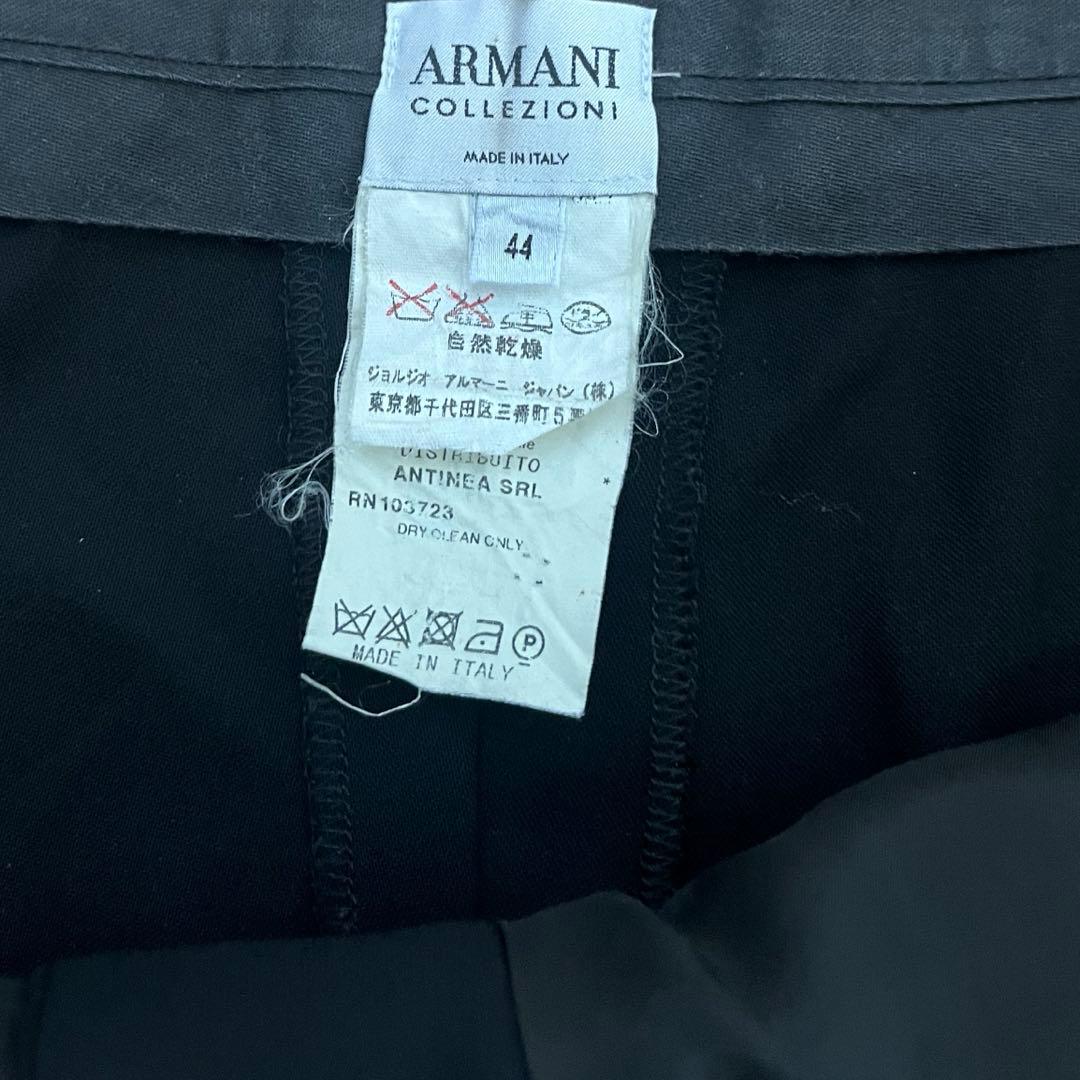 ARMANI
COLLEZIONI
MADE IN ITALY
44
自然乾燥
ジョルジオ アルマーニ ジャパン (株)
東京都千代田区三番町5
DISTRIBUITO
ANTINEA SRL
RN103723
DRY CLEAN ONLY
P
MADE IN ITALY